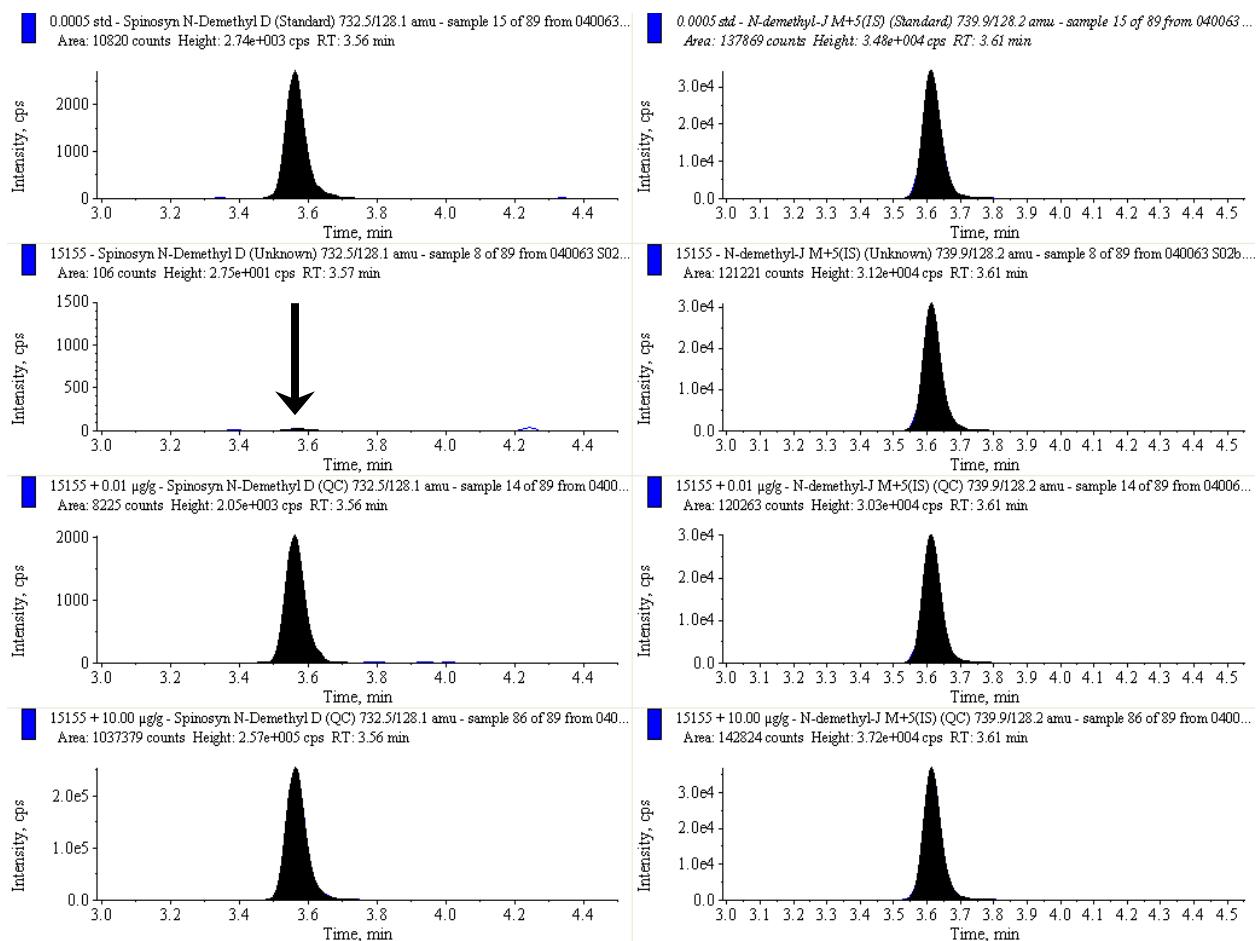 0.0005 std - Spinosyn N-Demethyl D (Standard) 732.5/128.1 amu - sample 15 of 89 from 040063...
Area: 10820 counts Height: 2.74e+003 cps RT: 3.56 min
Intensity, cps
2000
1000
0
3.0 3.2 3.4 3.6 3.8 4.0 4.2 4.4
Time, min
0.0005 std - N-demethyl-J M+5(IS) (Standard) 739.9/128.2 amu - sample 15 of 89 from 040063 ...
Area: 137869 counts Height: 3.48e+004 cps RT: 3.61 min
Intensity, cps
3.0e4
2.0e4
1.0e4
0.0
3.0 3.1 3.2 3.3 3.4 3.5 3.6 3.7 3.8 3.9 4.0 4.1 4.2 4.3 4.4 4.5
Time, min
15155 - Spinosyn N-Demethyl D (Unknown) 732.5/128.1 amu - sample 8 of 89 from 040063 S02...
Area: 106 counts Height: 2.75e+001 cps RT: 3.57 min
Intensity, cps
1500
1000
500
0
3.0 3.2 3.4 3.6 3.8 4.0 4.2 4.4
Time, min
15155 - N-demethyl-J M+5(IS) (Unknown) 739.9/128.2 amu - sample 8 of 89 from 040063 S02b....
Area: 121221 counts Height: 3.12e+004 cps RT: 3.61 min
Intensity, cps
3.0e4
2.0e4
1.0e4
0.0
3.0 3.1 3.2 3.3 3.4 3.5 3.6 3.7 3.8 3.9 4.0 4.1 4.2 4.3 4.4 4.5
Time, min
15155 + 0.01 µg/g - Spinosyn N-Demethyl D (QC) 732.5/128.1 amu - sample 14 of 89 from 0400...
Area: 8225 counts Height: 2.05e+003 cps RT: 3.56 min
Intensity, cps
2000
1000
0
3.0 3.2 3.4 3.6 3.8 4.0 4.2 4.4
Time, min
15155 + 0.01 µg/g - N-demethyl-J M+5(IS) (QC) 739.9/128.2 amu - sample 14 of 89 from 04006...
Area: 120263 counts Height: 3.03e+004 cps RT: 3.61 min
Intensity, cps
3.0e4
2.0e4
1.0e4
0.0
3.0 3.1 3.2 3.3 3.4 3.5 3.6 3.7 3.8 3.9 4.0 4.1 4.2 4.3 4.4 4.5
Time, min
15155 + 10.00 µg/g - Spinosyn N-Demethyl D (QC) 732.5/128.1 amu - sample 86 of 89 from 040...
Area: 1037379 counts Height: 2.57e+005 cps RT: 3.56 min
Intensity, cps
2.0e5
1.0e5
0.0
3.0 3.2 3.4 3.6 3.8 4.0 4.2 4.4
Time, min
15155 + 10.00 µg/g - N-demethyl-J M+5(IS) (QC) 739.9/128.2 amu - sample 86 of 89 from 0400...
Area: 142824 counts Height: 3.72e+004 cps RT: 3.61 min
Intensity, cps
3.0e4
2.0e4
1.0e4
0.0
3.0 3.1 3.2 3.3 3.4 3.5 3.6 3.7 3.8 3.9 4.0 4.1 4.2 4.3 4.4 4.5
Time, min